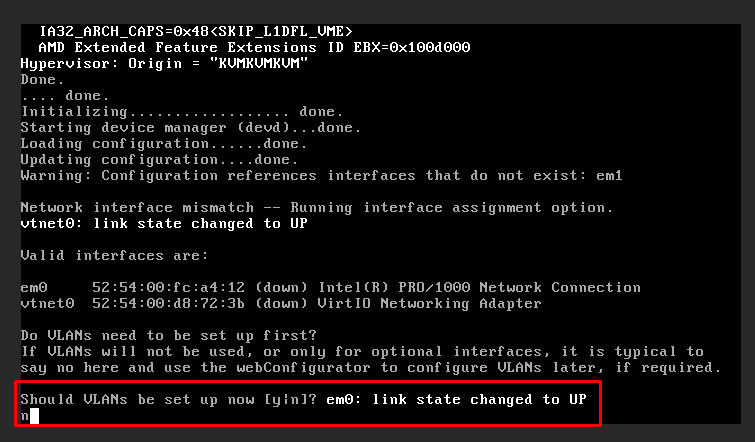 IA32_ARCH_CAPS=0x48<SKIP_L1DFL_VME>
AMD Extended Feature Extensions ID EBX=0x100d000
Hypervisor: Origin = "KVMKVMKVM"
Done.
.... done.
Initializing.................. done.
Starting device manager (devd)...done.
Loading configuration......done.
Updating configuration....done.
Warning: Configuration references interfaces that do not exist: em1
Network interface mismatch -- Running interface assignment option.
vtnet0: link state changed to UP
Valid interfaces are:
em0 52:54:00:fc:a4:12 (down) Intel(R) PRO/1000 Network Connection
vtnet0 52:54:00:d8:72:3b (down) VirtIO Networking Adapter
Do VLANs need to be set up first?
If VLANs will not be used, or only for optional interfaces, it is typical to
say no here and use the webConfigurator to configure VLANs later, if required.
Should VLANs be set up now [y|n]? em0: link state changed to UP
n